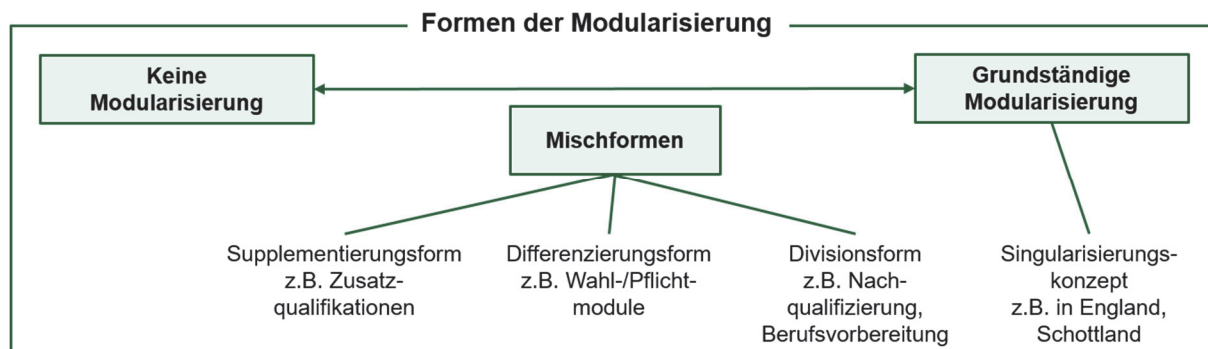 Formen der Modularisierung
Keine
Modularisierung
Grundständige
Modularisierung
Mischformen
Supplementierungsform
z.B. Zusatz-
qualifikationen
Differenzierungsform
z.B. Wahl-/Pflicht-
module
Divisionsform
z.B. Nach-
qualifizierung,
Berufsvorbereitung
Singularisierungs-
konzept
z.B. in England,
Schottland